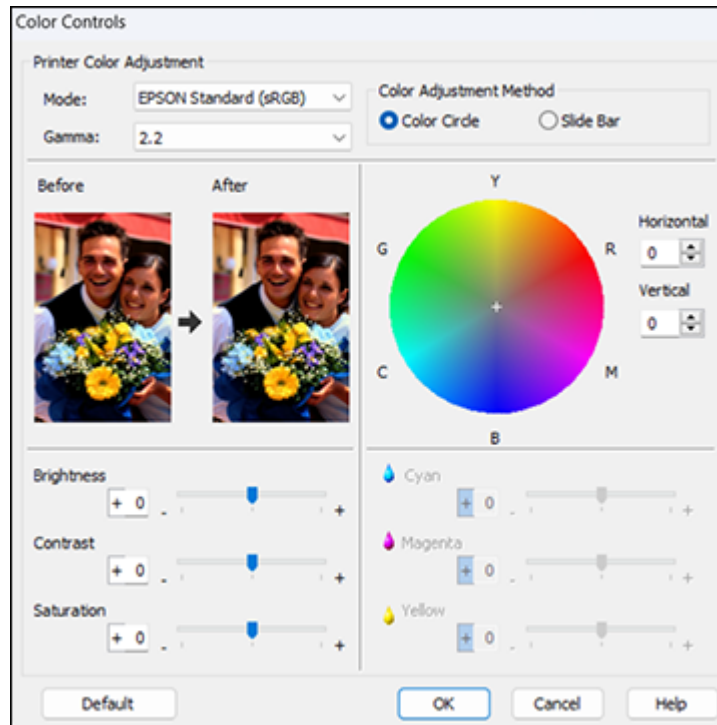 Color Controls
Printer Color Adjustment
Mode: EPSON Standard (sRGB)
Gamma: 2.2
Color Adjustment Method
Color Circle Slide Bar
Before After
Y
G R
C M
B
Horizontal
0
Vertical
0
Brightness
+ 0 - +
Contrast
+ 0 - +
Saturation
+ 0 - +
Cyan
+ 0 - +
Magenta
+ 0 - +
Yellow
+ 0 - +
Default OK Cancel Help